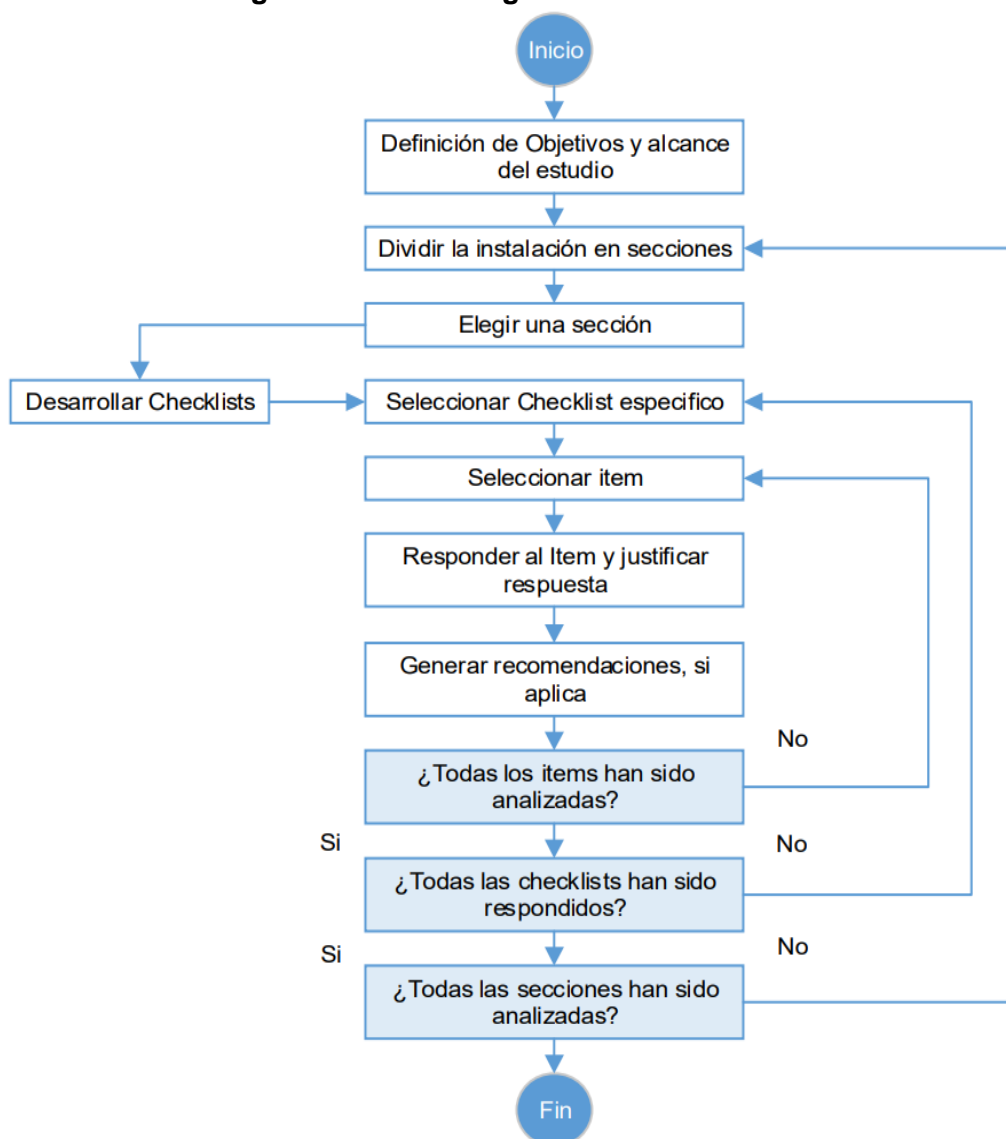 Inicio
Definición de Objetivos y alcance
del estudio
Dividir la instalación en secciones
Elegir una sección
Desarrollar Checklists
Seleccionar Checklist especifico
Seleccionar item
Responder al Item y justificar
respuesta
Generar recomendaciones, si
aplica
No
¿Todas los items han sido
analizadas?
Si
No
¿Todas las checklists han sido
respondidos?
Si
No
¿Todas las secciones han sido
analizadas?
Fin